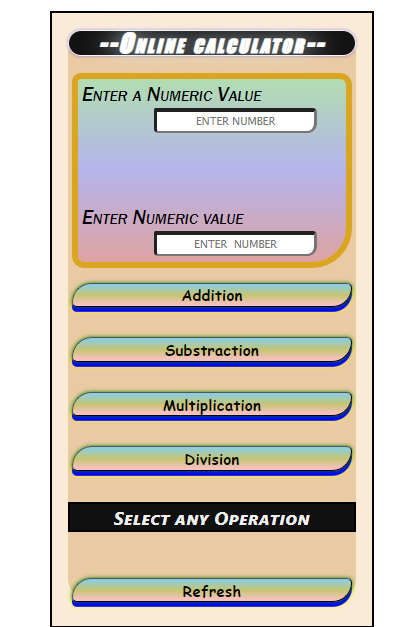 --Online calculator--
Enter a Numeric Value
ENTER NUMBER
Enter Numeric value
ENTER NUMBER
Addition
Substraction
Multiplication
Division
Select any Operation
Refresh